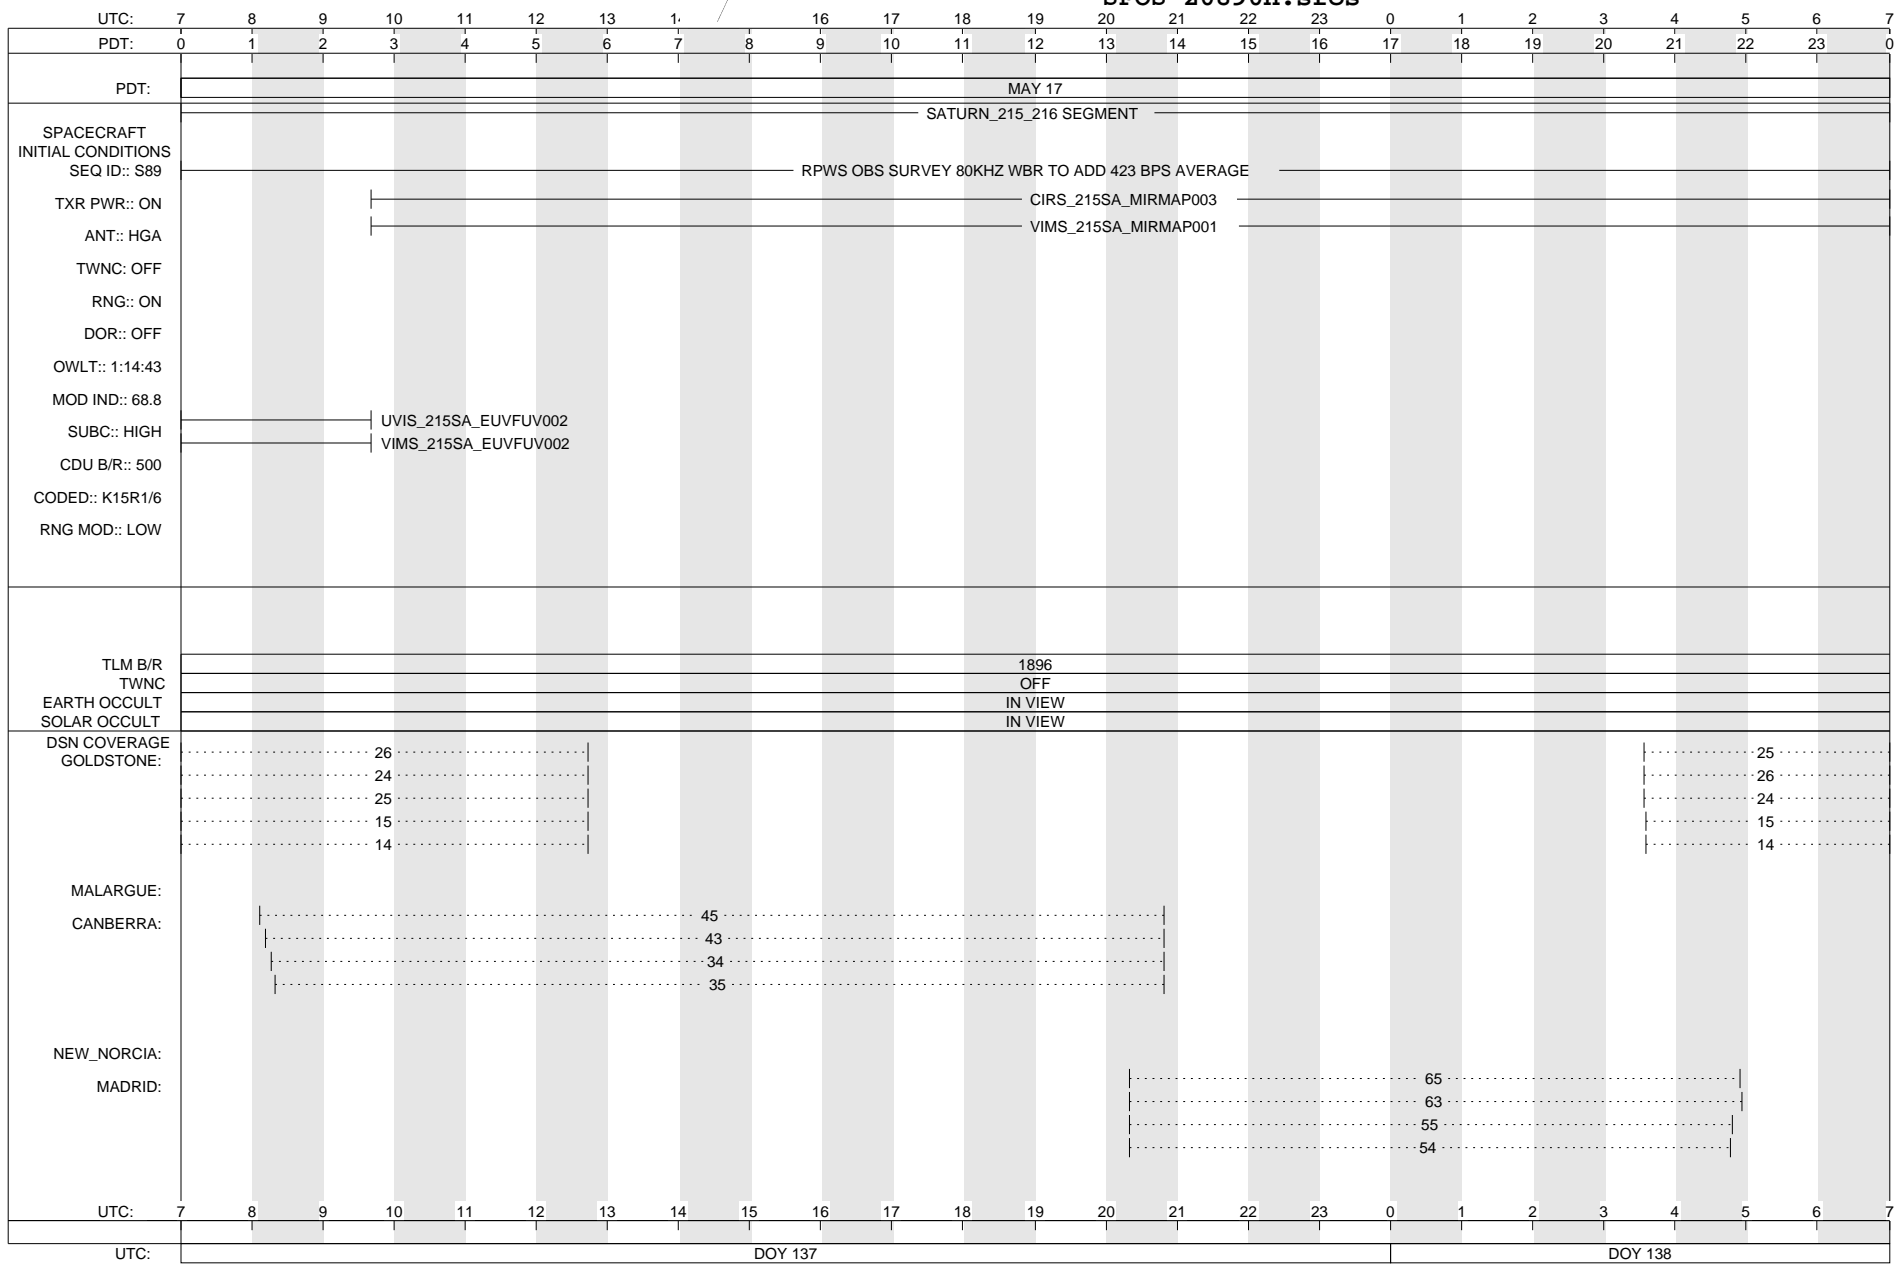 UTC: 7 8 9 10 11 12 13 16 17 18 19 20 21 22 23 0 1 2 3 4 5 6 7
PDT: 0 1 2 3 4 5 6 7 8 9 10 11 12 13 14 15 16 17 18 19 20 21 22 23 0
PDT: MAY 17
SATURN_215_216 SEGMENT
SPACECRAFT
INITIAL CONDITIONS
SEQ ID:: S89 RPWS OBS SURVEY 80KHZ WBR TO ADD 423 BPS AVERAGE
TXR PWR:: ON CIRS_215SA_MIRMAP003
VIMS_215SA_MIRMAP001
ANT:: HGA
TWNC: OFF
RNG:: ON
DOR:: OFF
OWLT:: 1:14:43
MOD IND:: 68.8
UVIS_215SA_EUVFUV002
SUBC:: HIGH
VIMS_215SA_EUVFUV002
CDU B/R:: 500
CODED:: K15R1/6
RNG MOD:: LOW
TLM B/R 1896
TWNC OFF
EARTH OCCULT IN VIEW
SOLAR OCCULT IN VIEW
DSN COVERAGE
GOLDSTONE:
26 25
24 26
25 24
15 15
14 14
MALARGUE:
CANBERRA:
45
43
34
35
NEW_NORCIA:
MADRID:
65
63
55
54
UTC: 7 8 9 10 11 12 13 14 15 16 17 18 19 20 21 22 23 0 1 2 3 4 5 6 7
UTC: DOY 137 DOY 138